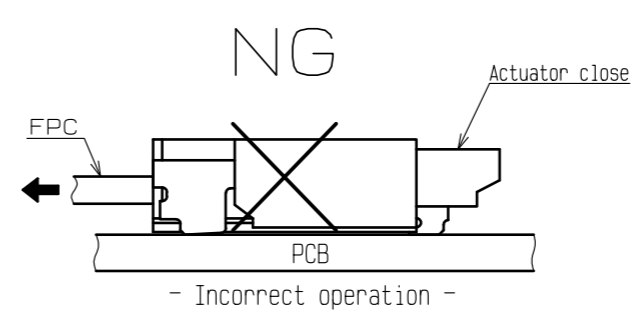 NG
Actuator close
FPC
PCB
- Incorrect operation -